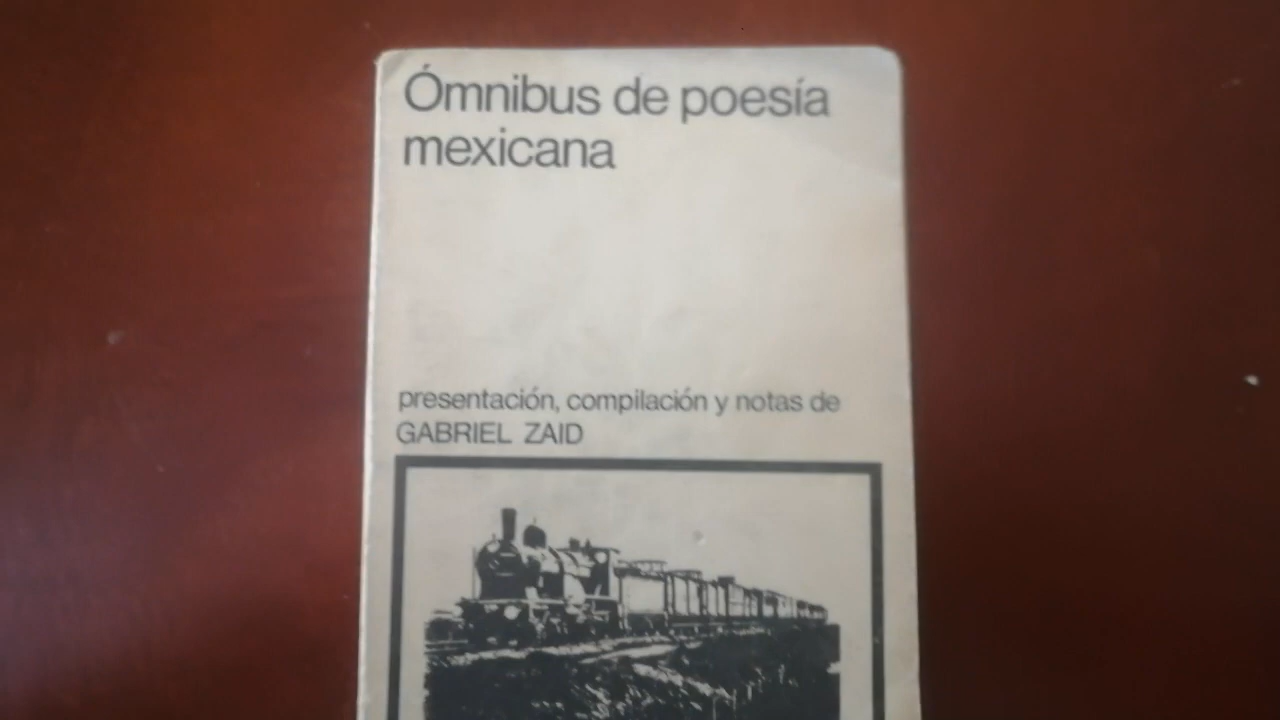 Ómnibus de poesía
mexicana
presentación, compilación y notas de
GABRIEL ZAID